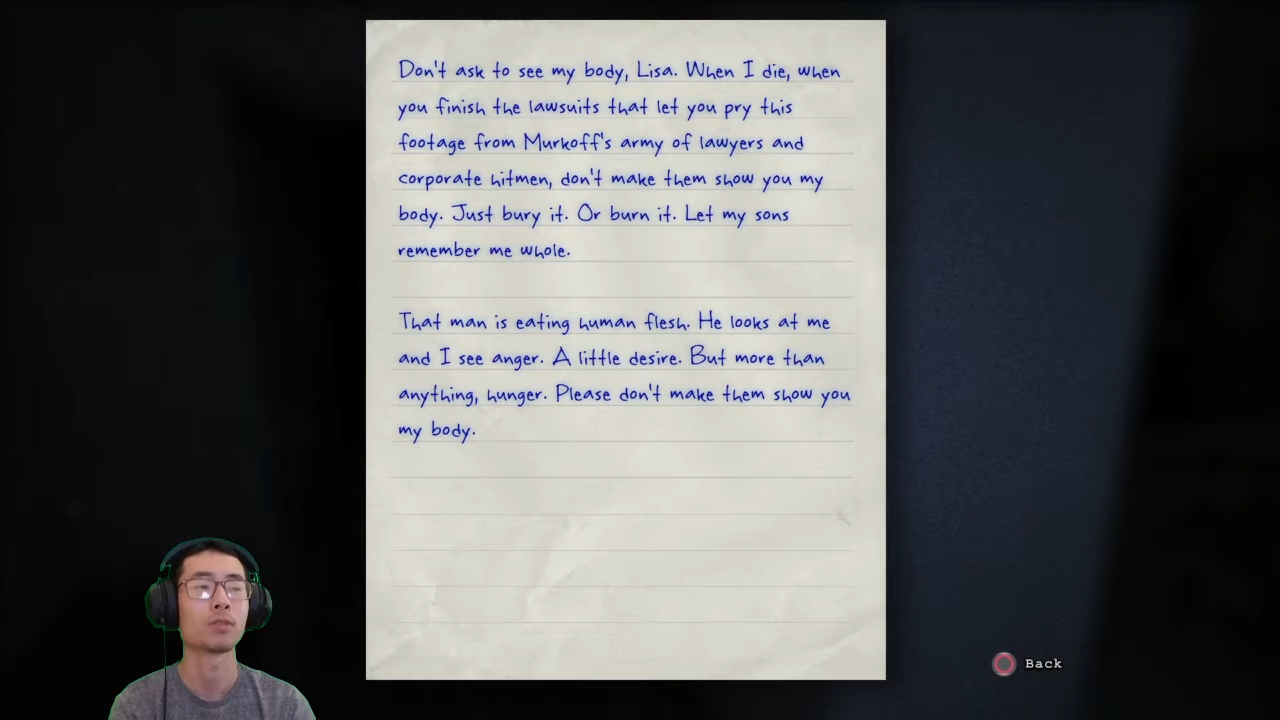 Don't ask to see my body, Lisa. When I die, when
you finish the lawsuits that let you pry this
footage from Murkoff's army of lawyers and
corporate hitmen, don't make them show you my
body. Just bury it. Or burn it. Let my sons
remember me whole.
That man is eating human flesh. He looks at me
and I see anger. A little desire. But more than
anything, hunger. Please don't make them show you
my body.
Back